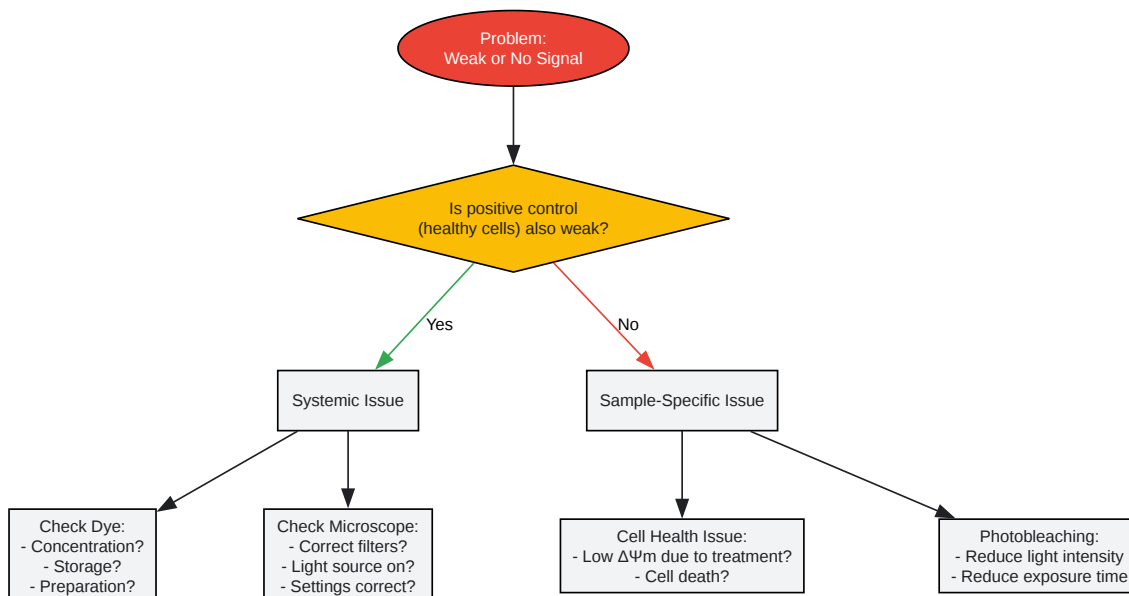 Problem:
Weak or No Signal
Is positive control
(healthy cells) also weak?
Yes
No
Systemic Issue
Sample-Specific Issue
Check Dye:
- Concentration?
- Storage?
- Preparation?
Check Microscope:
- Correct filters?
- Light source on?
- Settings correct?
Cell Health Issue:
- Low ΔΨm due to treatment?
- Cell death?
Photobleaching:
- Reduce light intensity
- Reduce exposure time